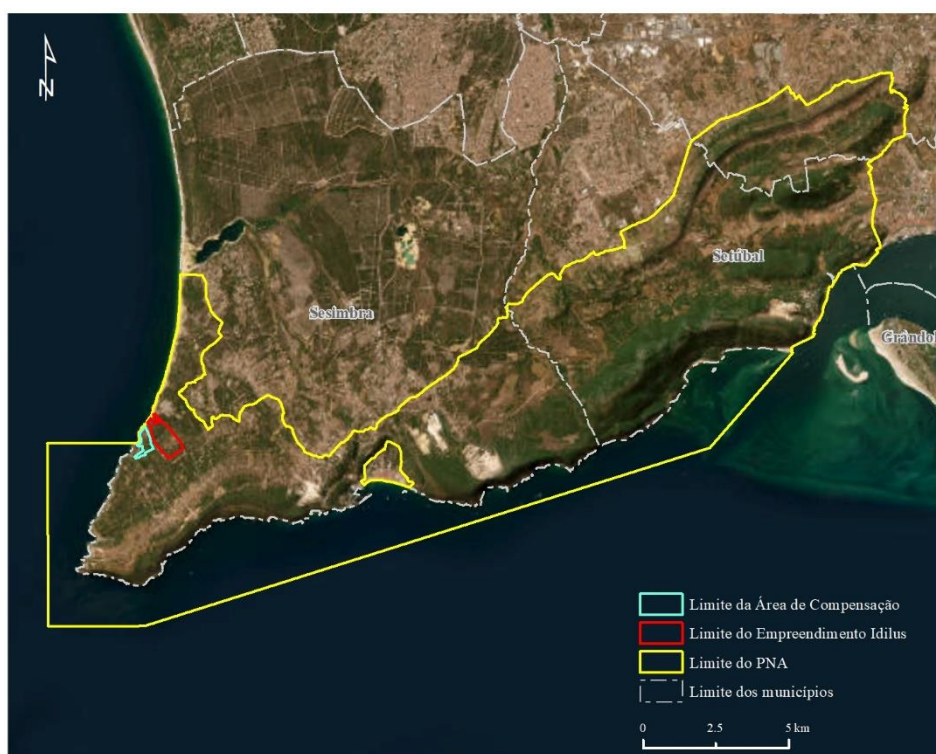 N
Setúbal
Sesimbra
Grândol
Limite da Área de Compensação
Limite do Empreendimento Idilus
Limite do PNA
Limite dos municípios
0 2.5 5 km